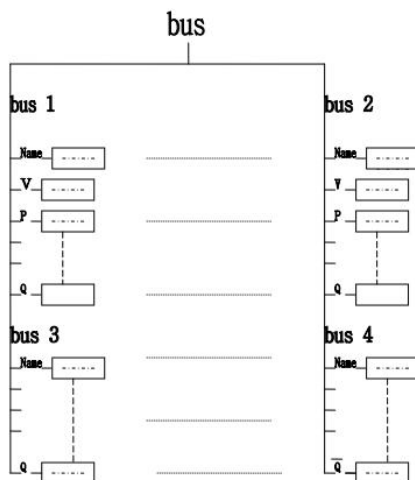 bus
bus 1 bus 2
Name Name
V V
P P
Q Q
bus 3 bus 4
Name Name
Q Q